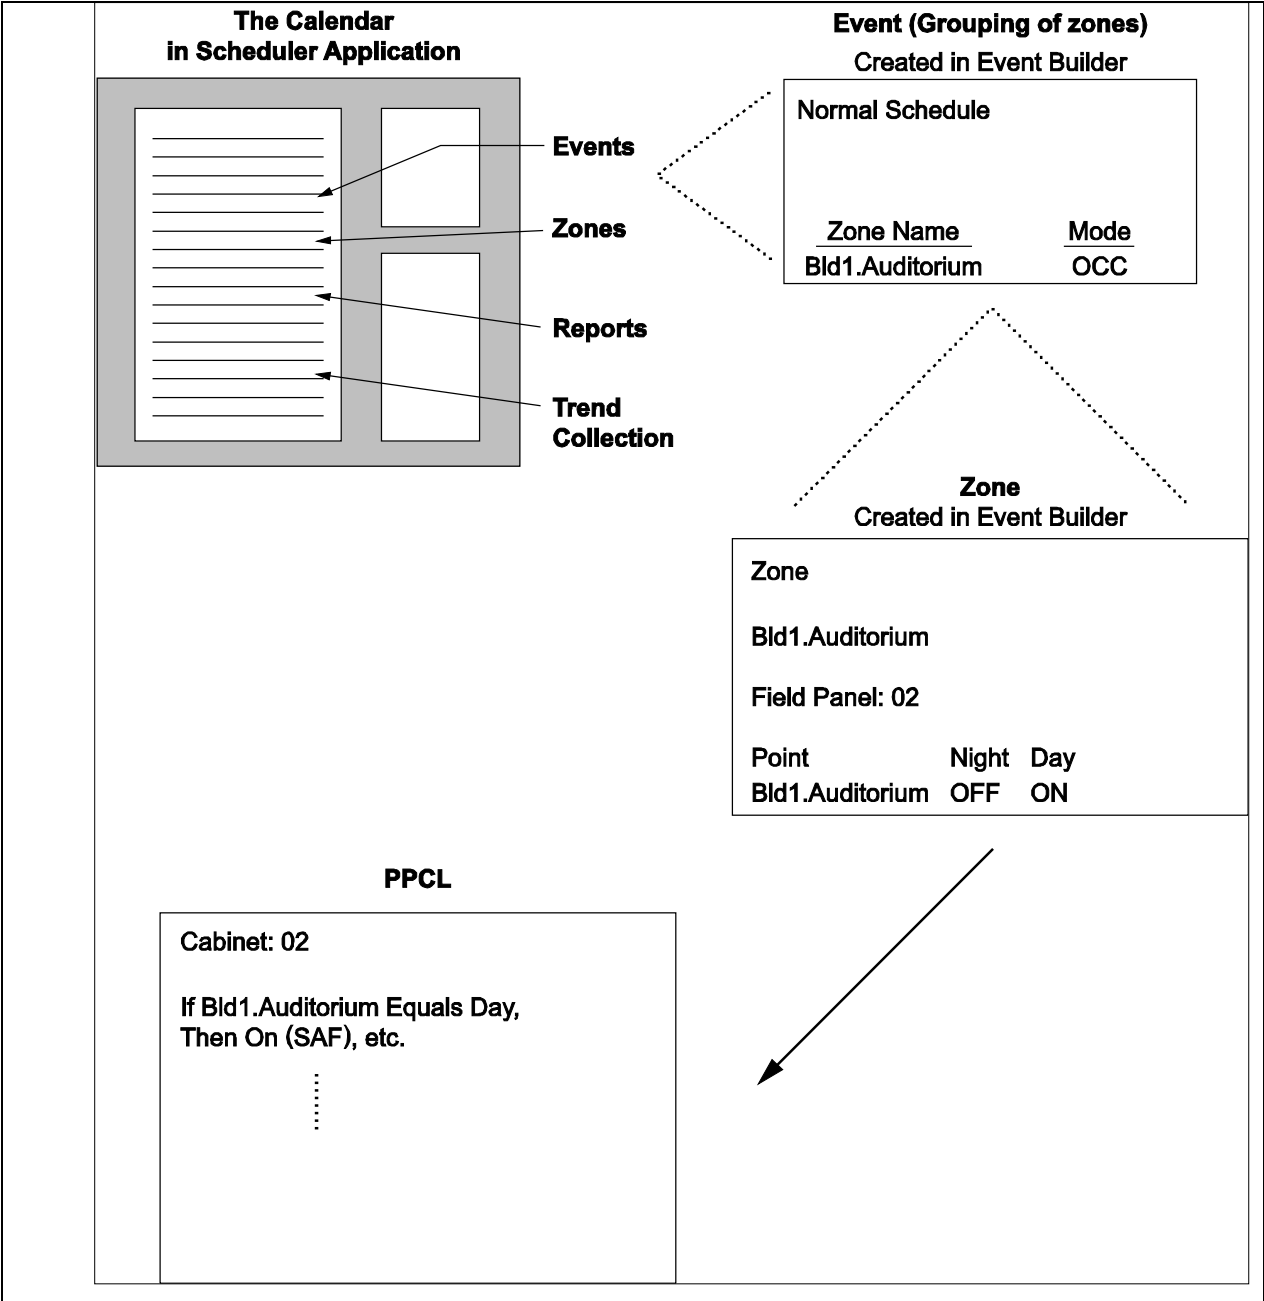 The Calendar
in Scheduler Application
Events
Zones
Reports
Trend
Collection
Event (Grouping of zones)
Created in Event Builder
Normal Schedule
Zone Name Mode
Bld1.Auditorium OCC
Zone
Created in Event Builder
Zone
Bld1.Auditorium
Field Panel: 02
Point Night Day
Bld1.Auditorium OFF ON
PPCL
Cabinet: 02
If Bld1.Auditorium Equals Day,
Then On (SAF), etc.